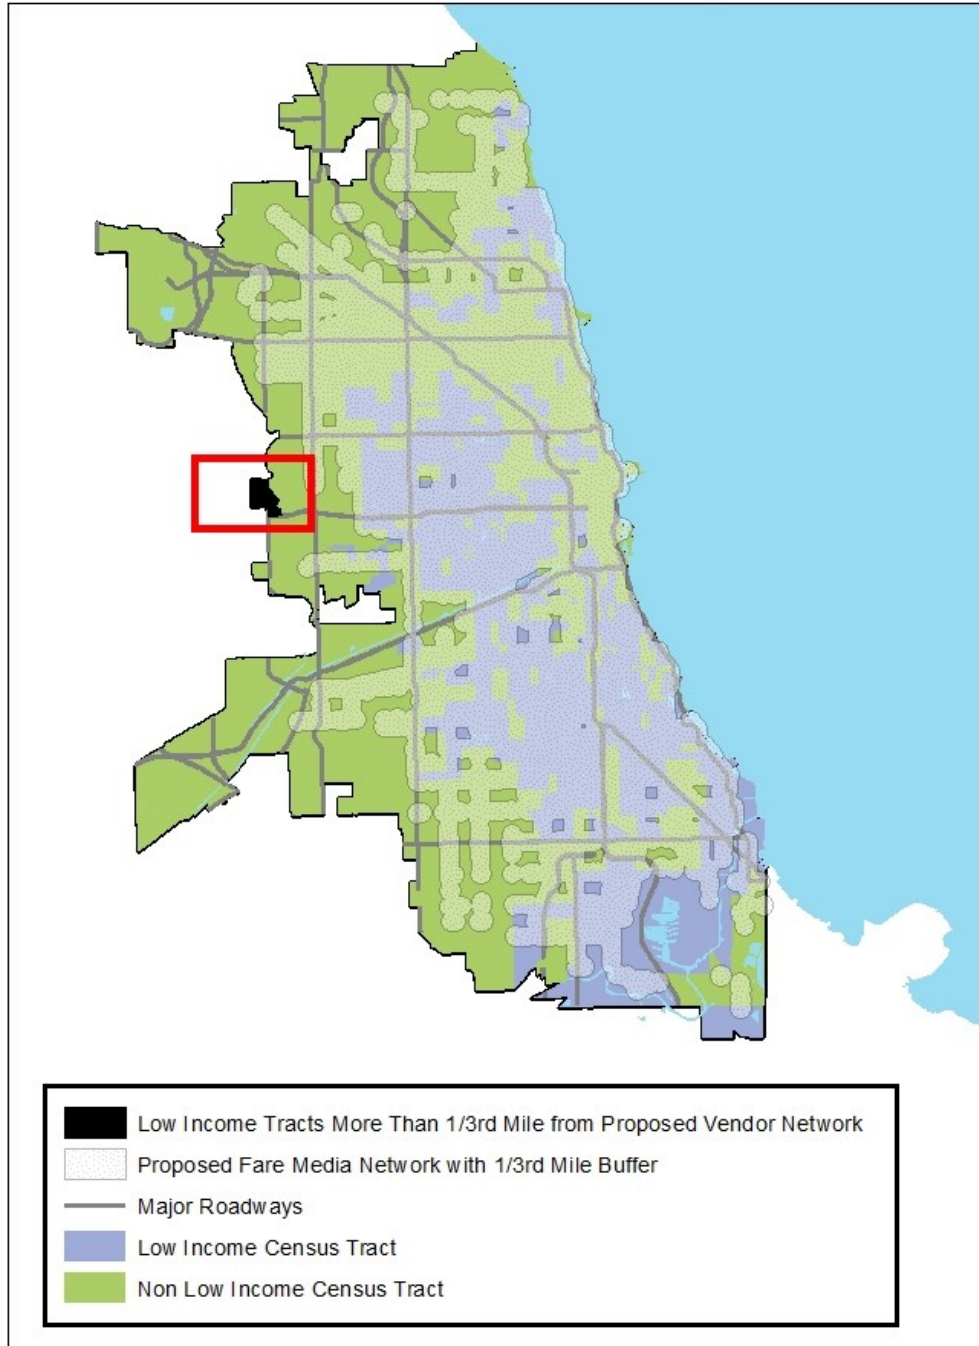 Low Income Tracts More Than 1/3rd Mile from Proposed Vendor Network
Proposed Fare Media Network with 1/3rd Mile Buffer
Major Roadways
Low Income Census Tract
Non Low Income Census Tract